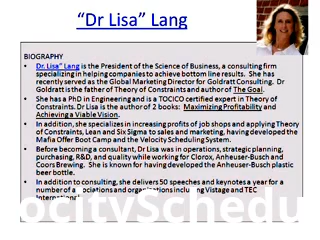 “Dr Lisa” Lang
BIOGRAPHY
• Dr. Lisa” Lang is the President of the Science of Business, a consulting firm
specializing in helping companies to achieve bottom line results. She has
recently served as the Global Marketing Director for Goldratt Consulting. Dr
Goldratt is the father of Theory of Constraints and author of The Goal.
• She has a PhD in Engineering and is a TOCICO certified expert in Theory of
Constraints. Dr Lisa is the author of 2 books: Maximizing Profitability and
Achieving a Viable Vision.
• In addition, she specializes in increasing profits of job shops and applying Theory
of Constraints, Lean and Six Sigma to sales and marketing, having developed the
Mafia Offer Boot Camp and the Velocity Scheduling System.
• Before becoming a consultant, Dr Lisa was in operations, strategic planning,
purchasing, R&D, and quality while working for Clorox, Anheuser-Busch and
Coors Brewing. She is known for having developed the Anheuser-Busch plastic
beer bottle.
• In addition to consulting, she delivers 50 speeches and keynotes a year for a
number of associations and organizations including Vistage and TEC
International.
ocitySchedu